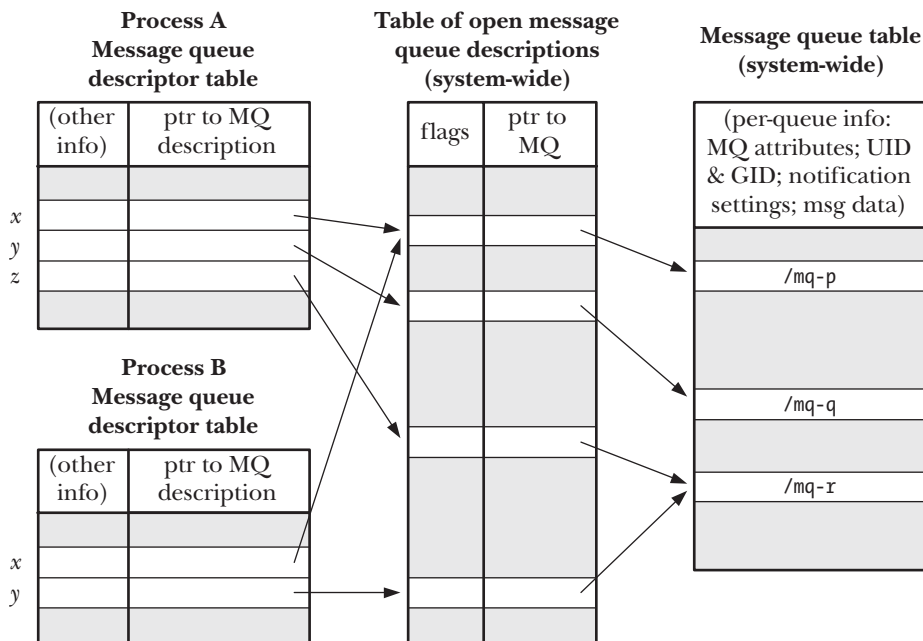 Process A
Message queue
descriptor table
(other
info)
ptr to MQ
description
x
y
z
Process B
Message queue
descriptor table
(other
info)
ptr to MQ
description
x
y
Table of open message
queue descriptions
(system-wide)
flags
ptr to
MQ
Message queue table
(system-wide)
(per-queue info:
MQ attributes; UID
& GID; notification
settings; msg data)
/mq-p
/mq-q
/mq-r